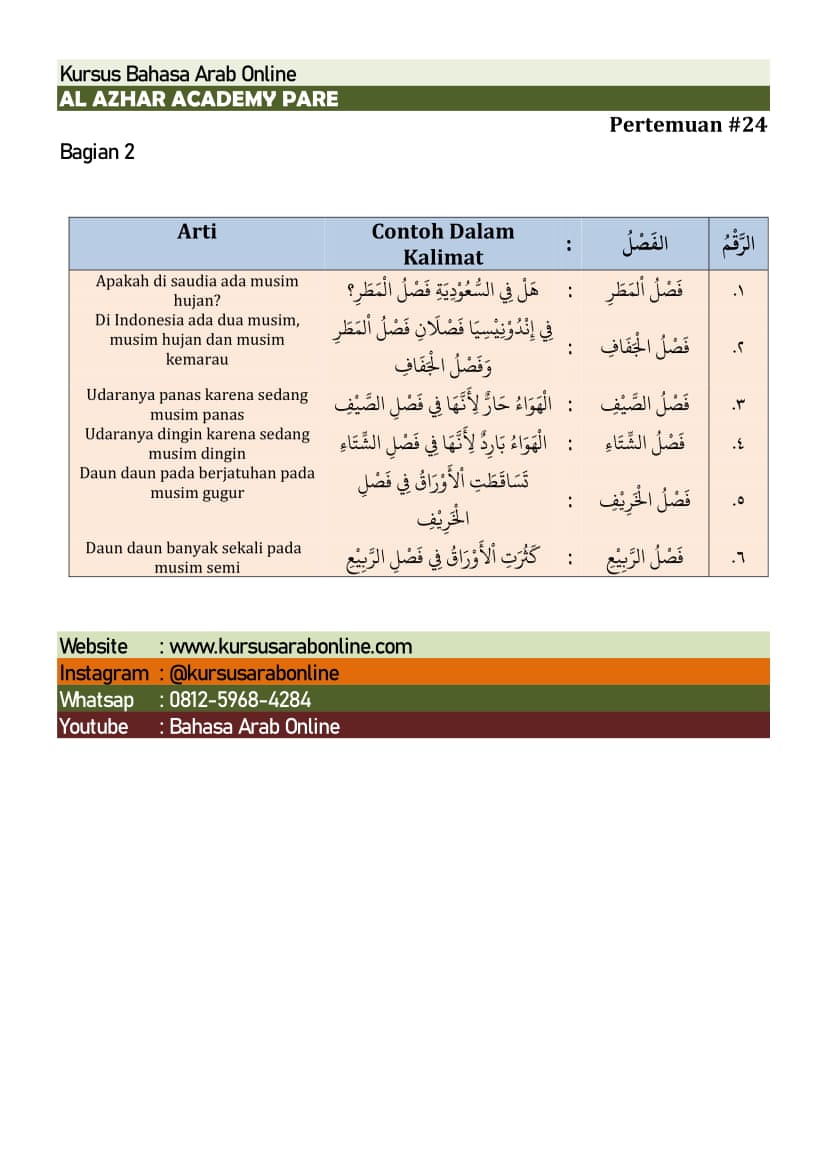 Kursus Bahasa Arab Online
AL AZHAR ACADEMY PARE
Pertemuan #24
Bagian 2
Arti
Contoh Dalam
Kalimat
:
الفَصْلُ
الرَّقْمُ
Apakah di saudia ada musim
hujan?
هَلْ فِي السُّعُوْدِيَةِ فَصْلُ الْمَطَرِ؟
:
فَصْلُ الْمَطَرِ
١.
Di Indonesia ada dua musim,
musim hujan dan musim
kemarau
فِي إِنْدُوْنِيْسِيَا فَصْلَانِ فَصْلُ الْمَطَرِ
وَفَصْلُ الْجَفَافِ
:
فَصْلُ الْجَفَافِ
٢.
Udaranya panas karena sedang
musim panas
الْهَوَاءُ حَارٌّ لِأَنَّهَا فِي فَصْلِ الصَّيْفِ
:
فَصْلُ الصَّيْفِ
٣.
Udaranya dingin karena sedang
musim dingin
الْهَوَاءُ بَارِدٌ لِأَنَّهَا فِي فَصْلِ الشِّتَاءِ
:
فَصْلُ الشِّتَاءِ
٤.
Daun daun pada berjatuhan pada
musim gugur
تَسَاقَطَتِ الْأَوْرَاقُ فِي فَصْلِ
الْخَرِيْفِ
:
فَصْلُ الْخَرِيْفِ
٥.
Daun daun banyak sekali pada
musim semi
كَثُرَتِ الْأَوْرَاقُ فِي فَصْلِ الرَّبِيْعِ
:
فَصْلُ الرَّبِيْعِ
٦.
Website : www.kursusarabonline.com
Instagram : @kursusarabonline
Whatsap : 0812-5968-4284
Youtube : Bahasa Arab Online